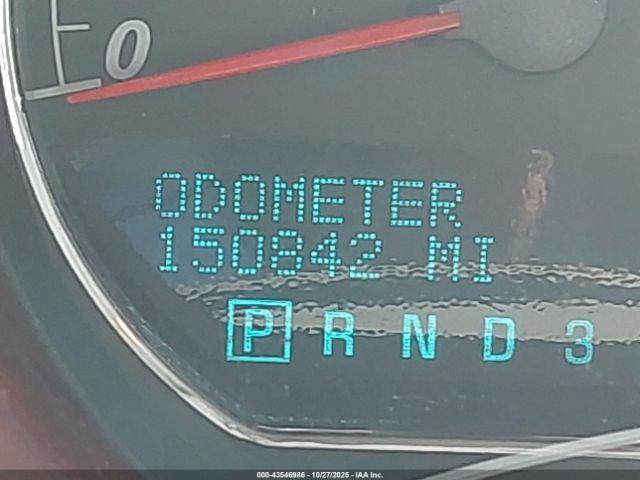 0
ODOMETER
150842 MI
P R N D 3
000-43546986 - 10/27/2025 - IAA Inc.